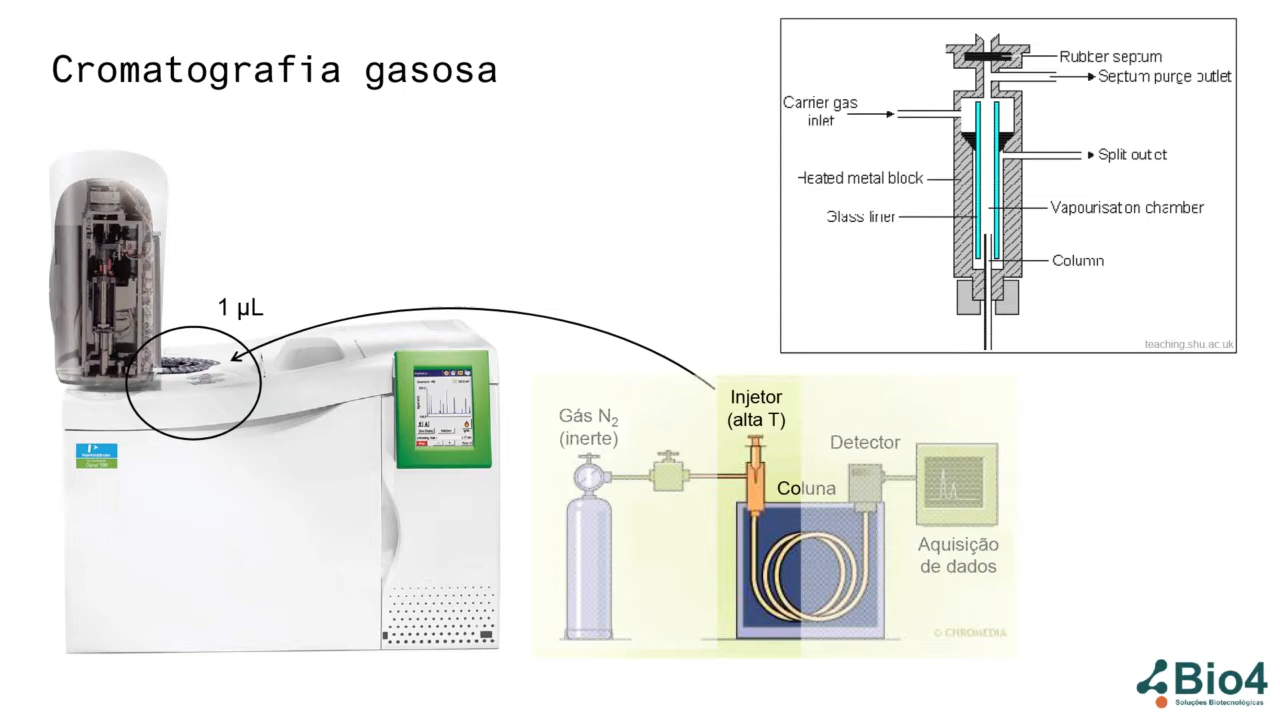 Cromatografia gasosa
Rubber septum
Septum purge outlet
Carrier gas
inlet
Split outlet
Heated metal block
Vapourisation chamber
Glass liner
Column
teaching.shu.ac.uk
1 µL
Injetor
(alta T)
Gás N2
(inerte)
Detector
Coluna
Aquisição
de dados
© CHROMEDIA
PerkinElmer
Bio4
Soluções Biotecnológicas